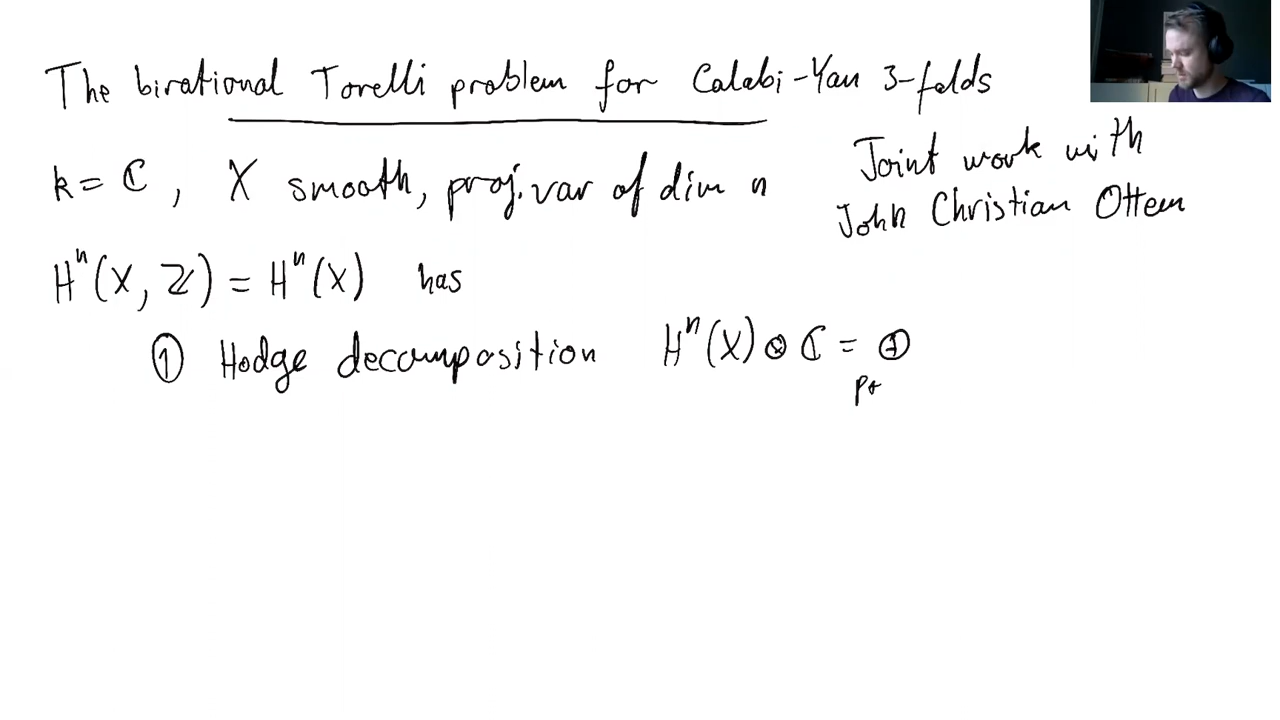 The birational Torelli problem for Calabi-Yau 3-folds
Joint work with
John Christian Ottem
k = ℂ, X smooth, proj. var of dim n
Hⁿ(X, ℤ) = Hⁿ(X) has
① Hodge decomposition Hⁿ(X) ⊗ ℂ = ⊕
p+